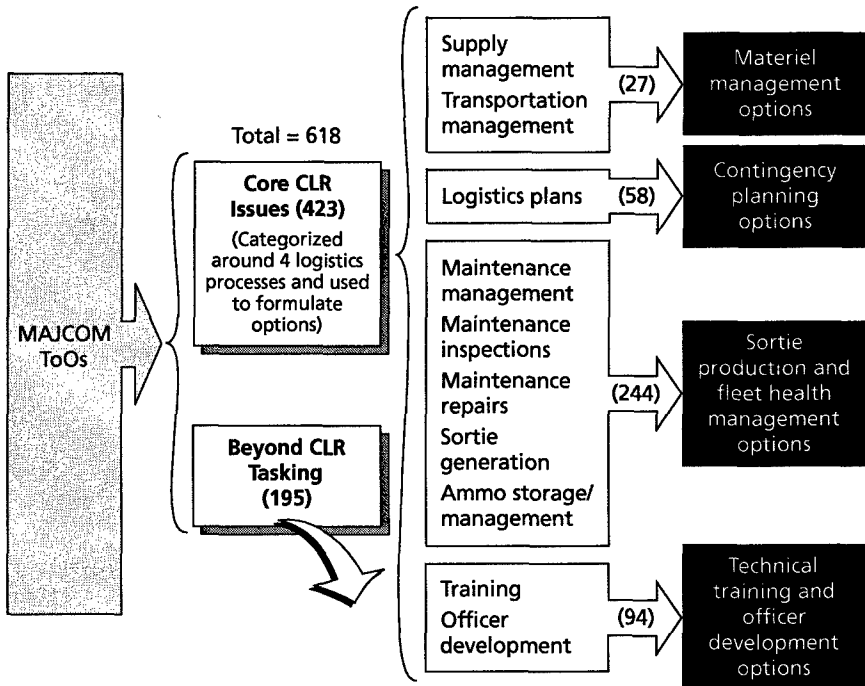 MAJCOM
ToOs
Total = 618
Core CLR
Issues (423)
(Categorized
around 4 logistics
processes and used
to formulate
options)
Beyond CLR
Tasking
(195)
Supply
management
Transportation
management
(27)
Materiel
management
options
Logistics plans
(58)
Contingency
planning
options
Maintenance
management
Maintenance
inspections
Maintenance
repairs
Sortie
generation
Ammo storage/
management
(244)
Sortie
production and
fleet health
management
options
Training
Officer
development
(94)
Technical
training and
officer
development
options